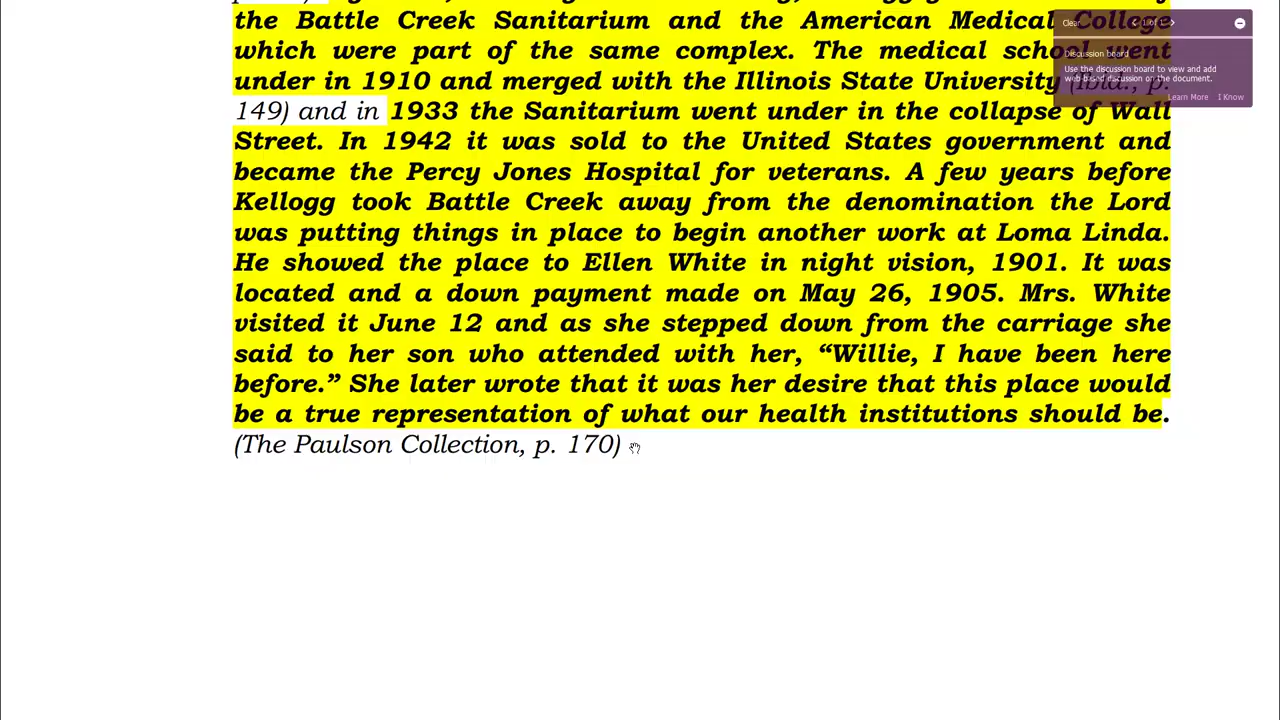 the Battle Creek Sanitarium and the American Medical College
which were part of the same complex. The medical school went
under in 1910 and merged with the Illinois State University (Ibid., p.
149) and in 1933 the Sanitarium went under in the collapse of Wall
Street. In 1942 it was sold to the United States government and
became the Percy Jones Hospital for veterans. A few years before
Kellogg took Battle Creek away from the denomination the Lord
was putting things in place to begin another work at Loma Linda.
He showed the place to Ellen White in night vision, 1901. It was
located and a down payment made on May 26, 1905. Mrs. White
visited it June 12 and as she stepped down from the carriage she
said to her son who attended with her, “Willie, I have been here
before.” She later wrote that it was her desire that this place would
be a true representation of what our health institutions should be.
(The Paulson Collection, p. 170)
Clear
Discussion board
Use the discussion board to view and add
web based discussion on the document.
Learn More I Know